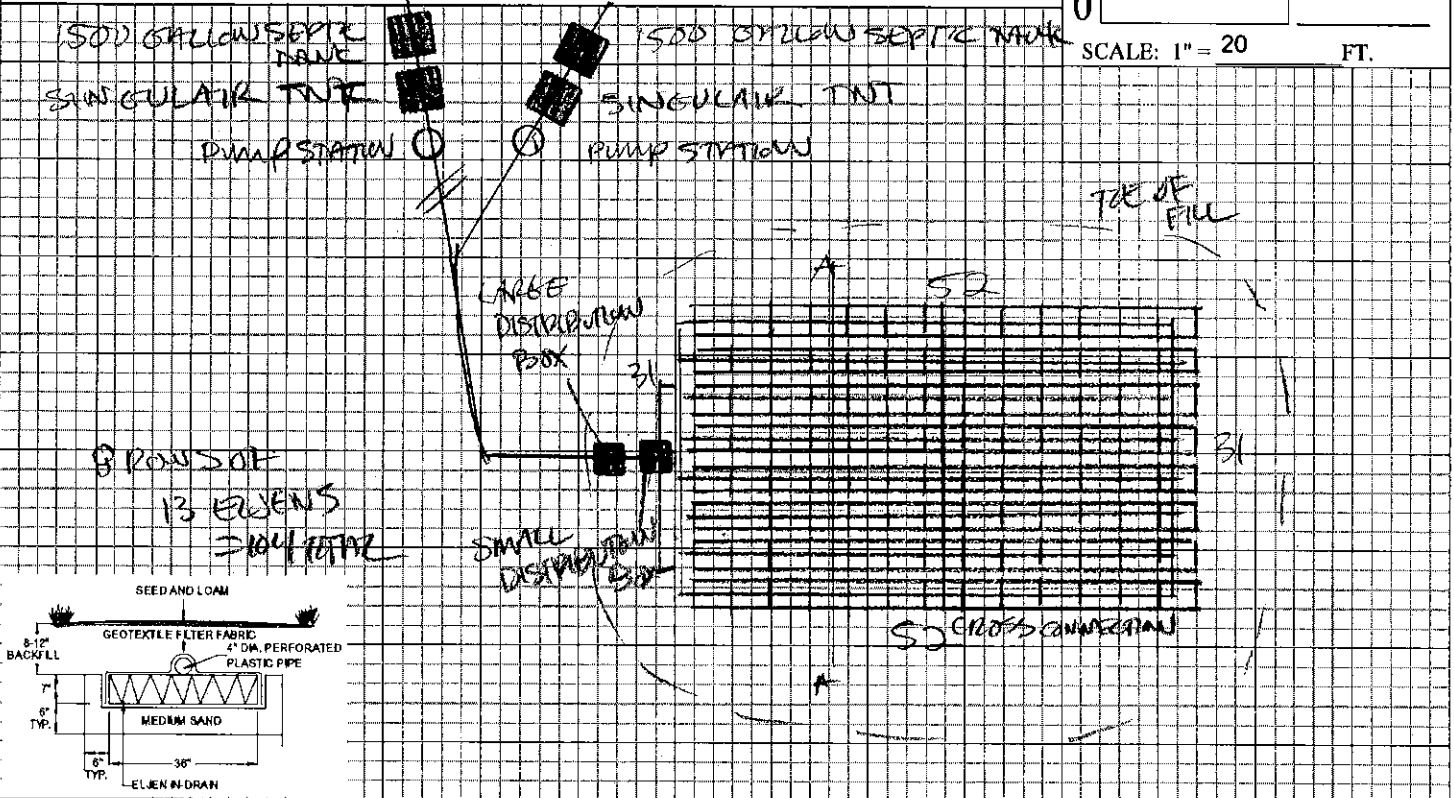 0
SCALE: 1" = 20 FT.
1500 GALLON SEPTIC
TANK
1500 GALLON SEPTIC TANK
SINGULAIR TNT
SINGULAIR TNT
PUMP STATION
PUMP STATION
TOE OF
FILL
LARGE
DISTRIBUTION
BOX
A
52
31
31
8 ROWS OF
13 ELJENS
= 104 TOTAL
SMALL
DISTRIBUTION
BOX
52
CROSS CONNECTION
A
SEED AND LOAM
GEOTEXTILE FILTER FABRIC
8-12"
BACKFILL
4" DIA. PERFORATED
PLASTIC PIPE
7"
6"
TYP.
MEDIUM SAND
6"
TYP.
36"
ELJEN IN-DRAIN